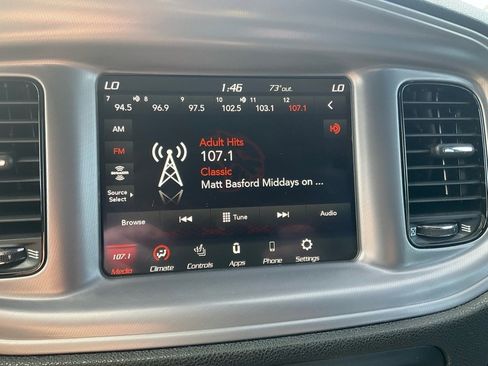 LO 1:46 73°out. LO
7 8 9 10 11 12
94.5 96.9 97.5 102.5 103.1 107.1
AM
FM
Adult Hits
107.1
Classic
Matt Basford Middays on ...
SiriusXM
Source
Select
Browse Tune Audio
107.1
Media Climate Controls Apps Phone Settings